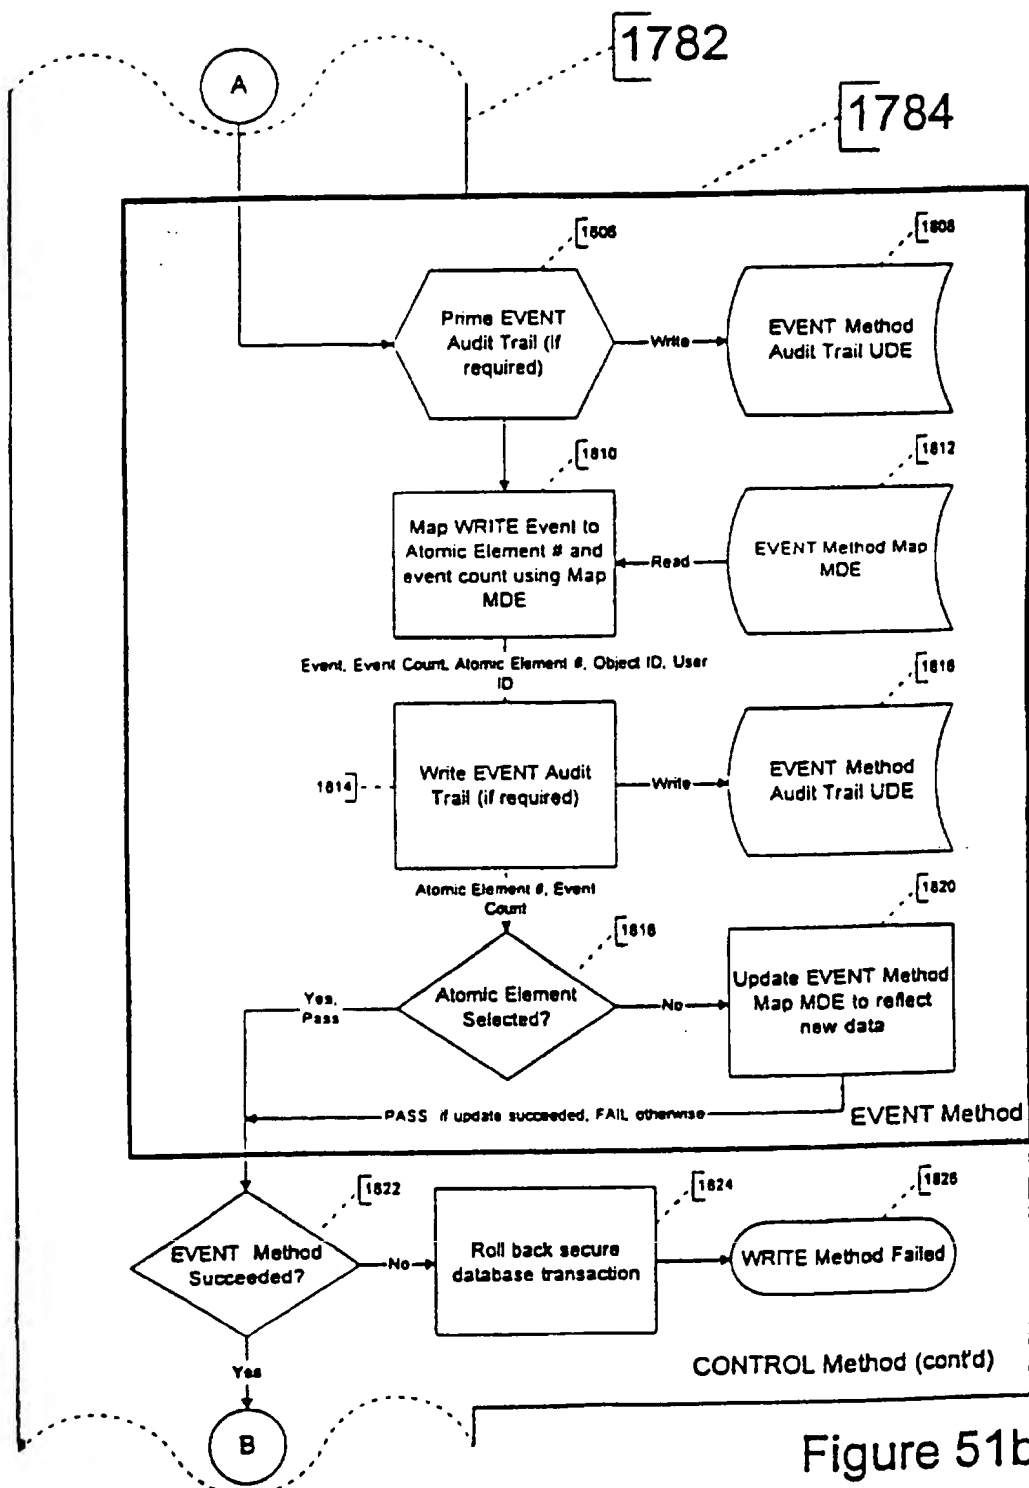 1782
A
1784
1806
1808
Prime EVENT
Audit Trail (if
required)
Write
EVENT Method
Audit Trail UDE
1810
1812
Map WRITE Event to
Atomic Element # and
event count using Map
MDE
Read
EVENT Method Map
MDE
Event, Event Count, Atomic Element #, Object ID, User
ID
1816
1814
Write EVENT Audit
Trail (if required)
Write
EVENT Method
Audit Trail UDE
Atomic Element #, Event
Count
1818
1820
Yes,
Pass
Atomic Element
Selected?
No
Update EVENT Method
Map MDE to reflect
new data
PASS if update succeeded, FAIL otherwise
EVENT Method
1822
1824
1826
EVENT Method
Succeeded?
No
Roll back secure
database transaction
WRITE Method Failed
Yes
CONTROL Method (cont'd)
B
Figure 51b